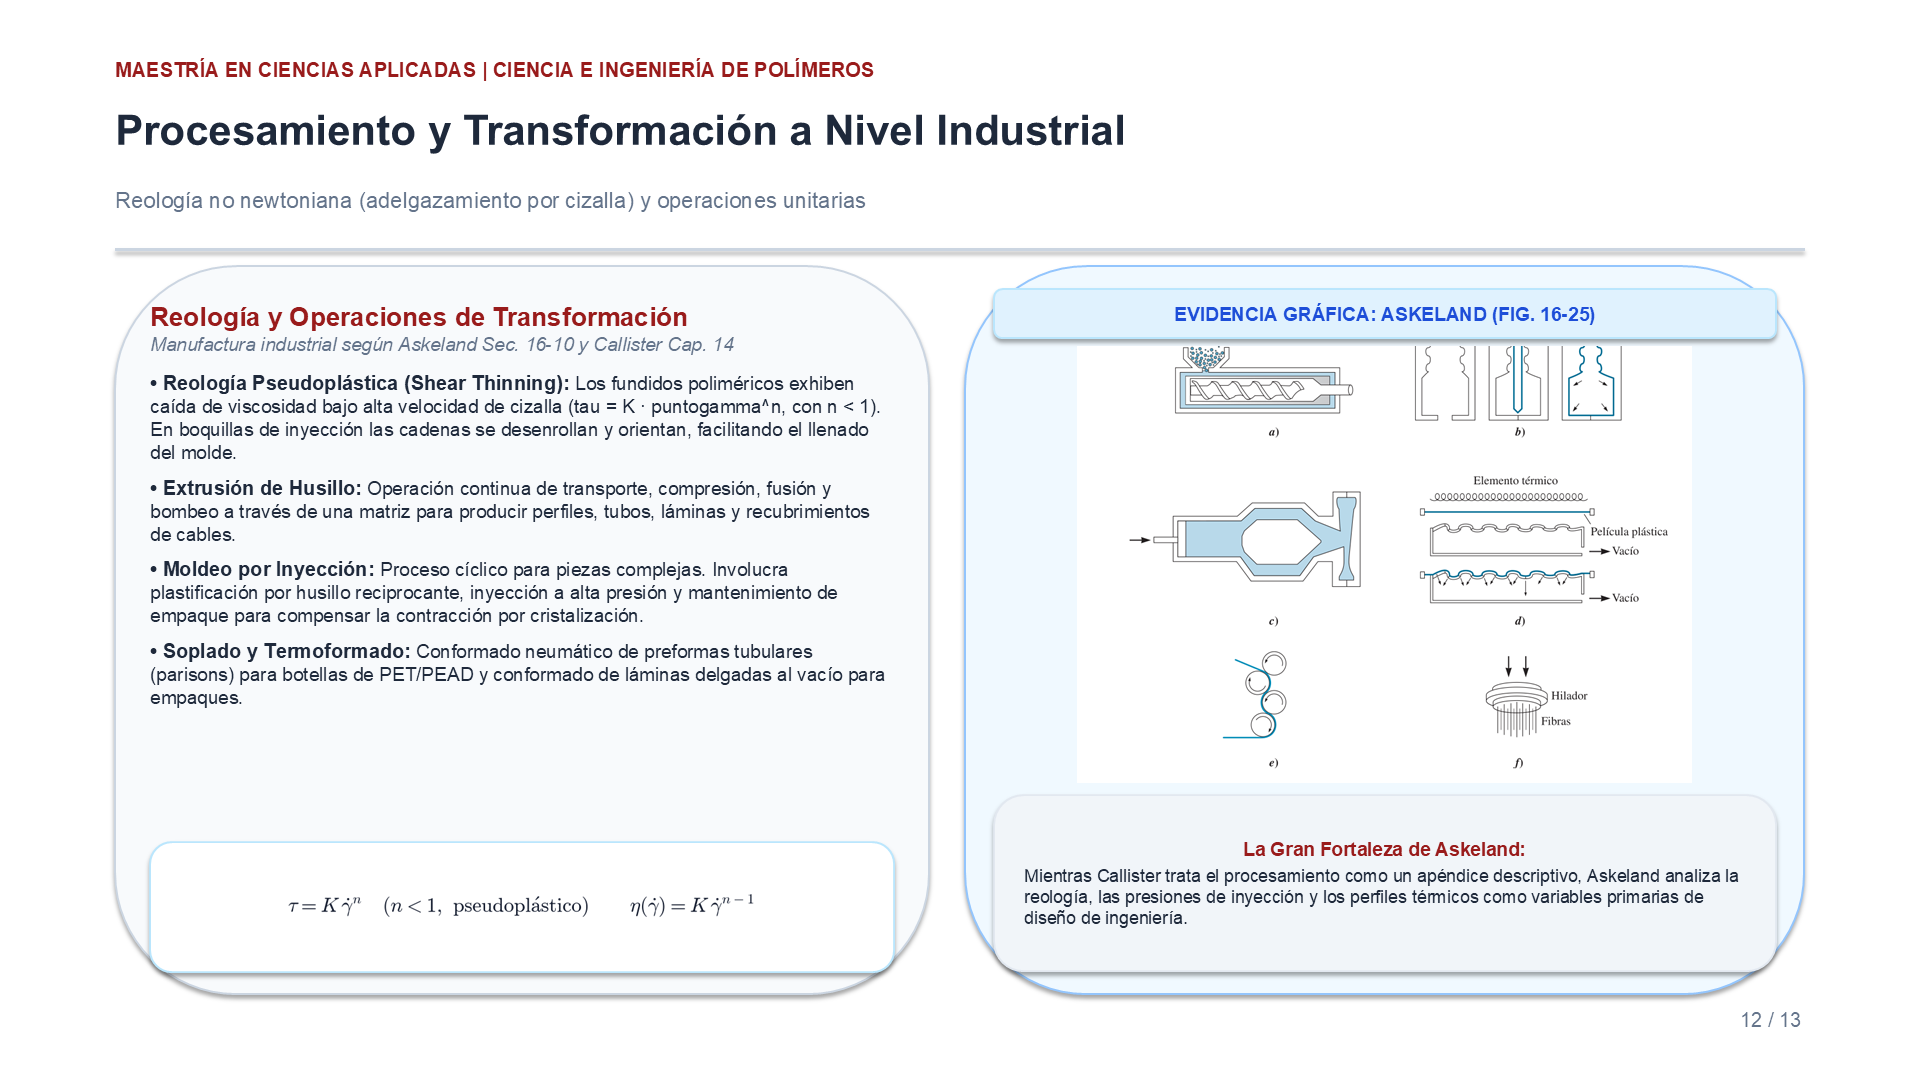 MAESTRÍA EN CIENCIAS APLICADAS | CIENCIA E INGENIERÍA DE POLÍMEROS
Procesamiento y Transformación a Nivel Industrial
Reología no newtoniana (adelgazamiento por cizalla) y operaciones unitarias
Reología y Operaciones de Transformación
Manufactura industrial según Askeland Sec. 16-10 y Callister Cap. 14
• Reología Pseudoplástica (Shear Thinning): Los fundidos poliméricos exhiben
caída de viscosidad bajo alta velocidad de cizalla (tau = K · puntogamma^n, con n < 1).
En boquillas de inyección las cadenas se desenrollan y orientan, facilitando el llenado
del molde.
• Extrusión de Husillo: Operación continua de transporte, compresión, fusión y
bombeo a través de una matriz para producir perfiles, tubos, láminas y recubrimientos
de cables.
• Moldeo por Inyección: Proceso cíclico para piezas complejas. Involucra
plastificación por husillo reciprocante, inyección a alta presión y mantenimiento de
empaque para compensar la contracción por cristalización.
• Soplado y Termoformado: Conformado neumático de preformas tubulares
(parisons) para botellas de PET/PEAD y conformado de láminas delgadas al vacío para
empaques.
τ = K γ̇ⁿ (n < 1, pseudoplástico) η(γ̇) = K γ̇ⁿ⁻¹
EVIDENCIA GRÁFICA: ASKELAND (FIG. 16-25)
a)
b)
Elemento térmico
Película plástica
Vacío
Vacío
c)
d)
Hilador
Fibras
e)
f)
La Gran Fortaleza de Askeland:
Mientras Callister trata el procesamiento como un apéndice descriptivo, Askeland analiza la
reología, las presiones de inyección y los perfiles térmicos como variables primarias de
diseño de ingeniería.
12 / 13